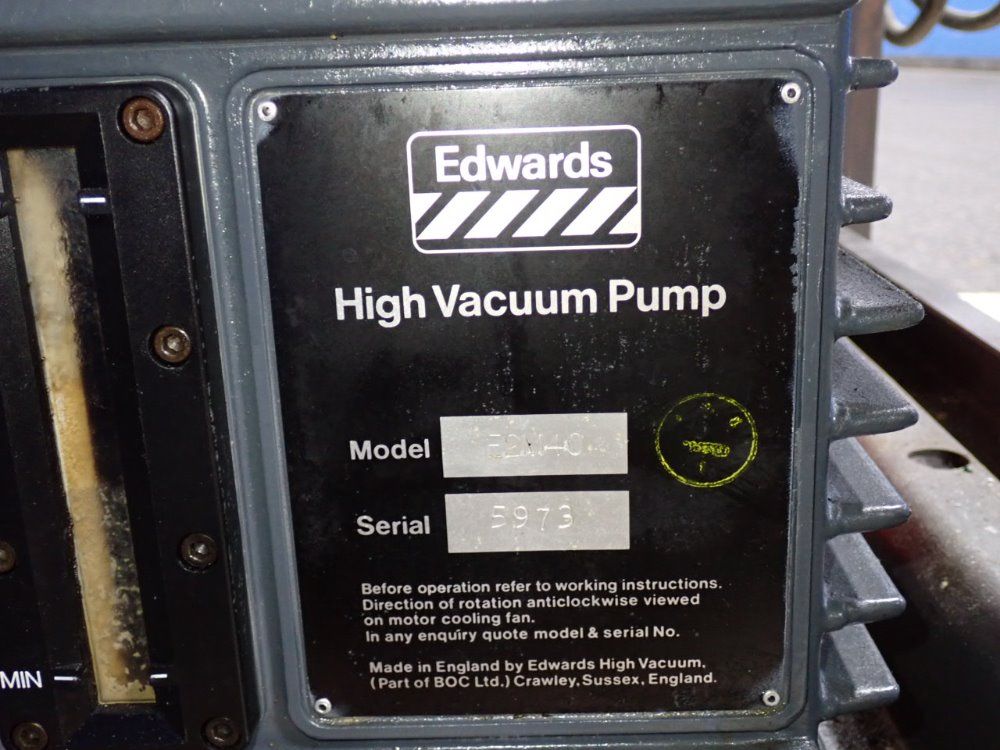 Edwards
High Vacuum Pump
Model E2M40
Serial 5973
Before operation refer to working instructions.
Direction of rotation anticlockwise viewed
on motor cooling fan.
In any enquiry quote model & serial No.
Made in England by Edwards High Vacuum,
(Part of BOC Ltd.) Crawley, Sussex, England.
MIN